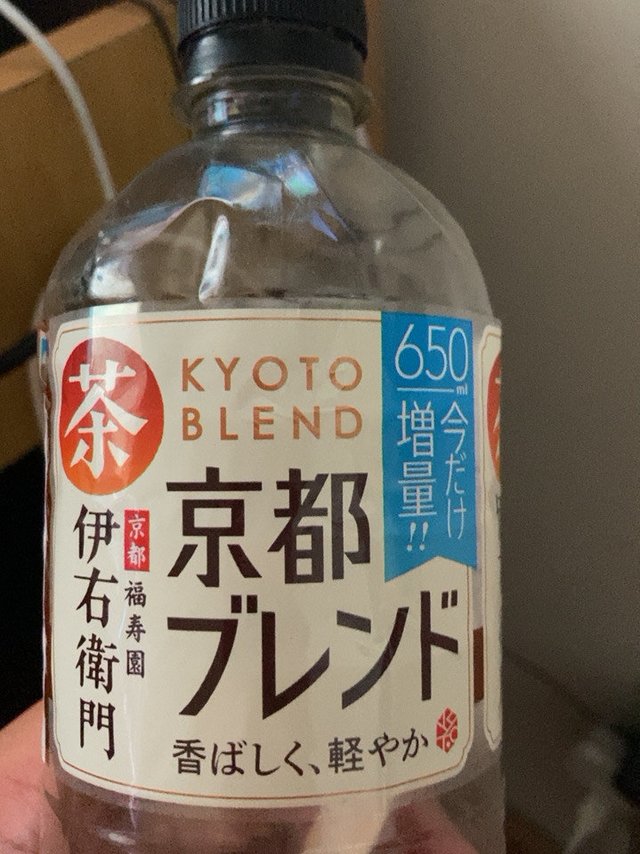 茶
京都
福寿園
伊右衛門
KYOTO
BLEND
京都
ブレンド
香ばしく、軽やか
650ml
今だけ
増量!!